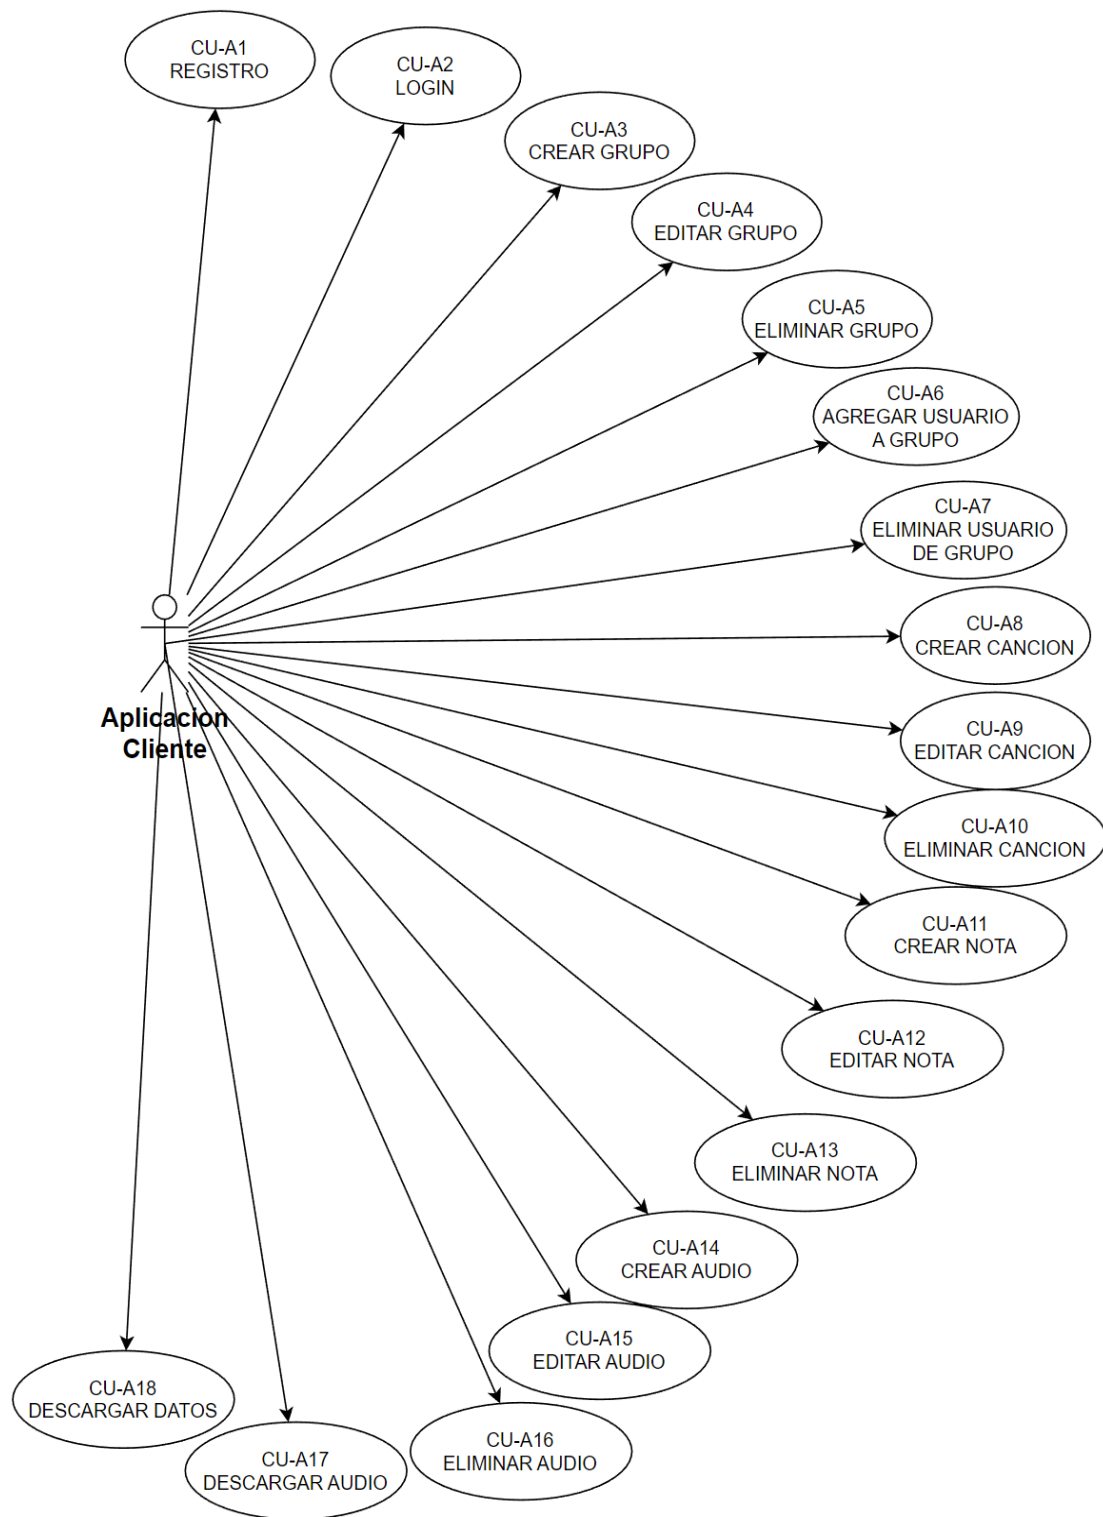 CU-A1
REGISTRO
CU-A2
LOGIN
CU-A3
CREAR GRUPO
CU-A4
EDITAR GRUPO
CU-A5
ELIMINAR GRUPO
CU-A6
AGREGAR USUARIO
A GRUPO
CU-A7
ELIMINAR USUARIO
DE GRUPO
CU-A8
CREAR CANCION
Aplicacion
Cliente
CU-A9
EDITAR CANCION
CU-A10
ELIMINAR CANCION
CU-A11
CREAR NOTA
CU-A12
EDITAR NOTA
CU-A13
ELIMINAR NOTA
CU-A14
CREAR AUDIO
CU-A15
EDITAR AUDIO
CU-A16
ELIMINAR AUDIO
CU-A17
DESCARGAR AUDIO
CU-A18
DESCARGAR DATOS